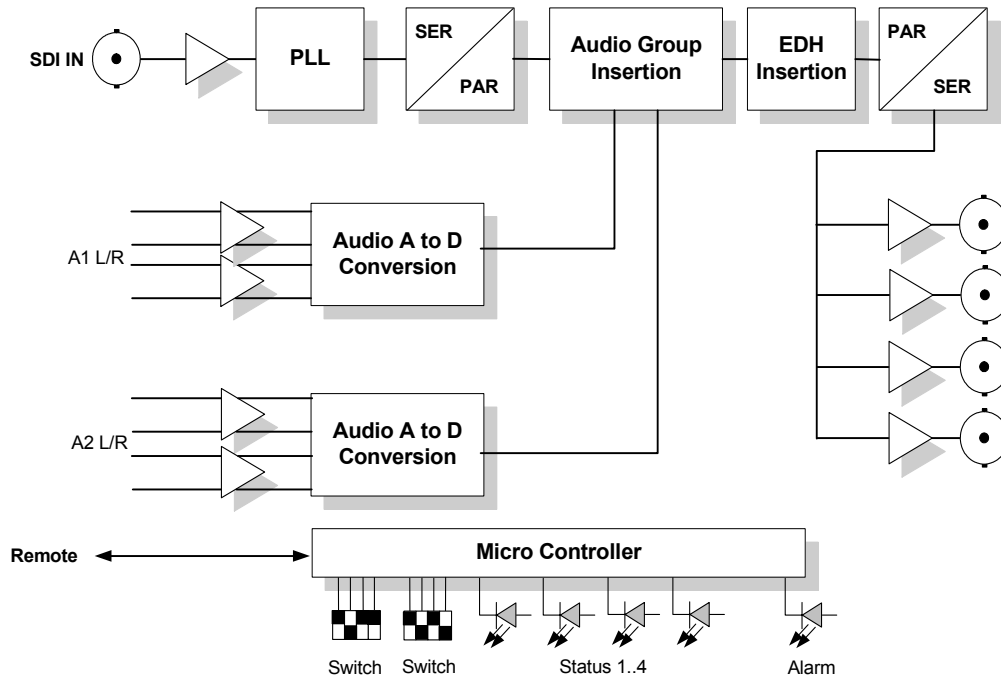 SDI IN
PLL
SER
PAR
Audio Group
Insertion
EDH
Insertion
PAR
SER
A1 L/R
Audio A to D
Conversion
A2 L/R
Audio A to D
Conversion
Remote
Micro Controller
Switch
Switch
Status 1..4
Alarm